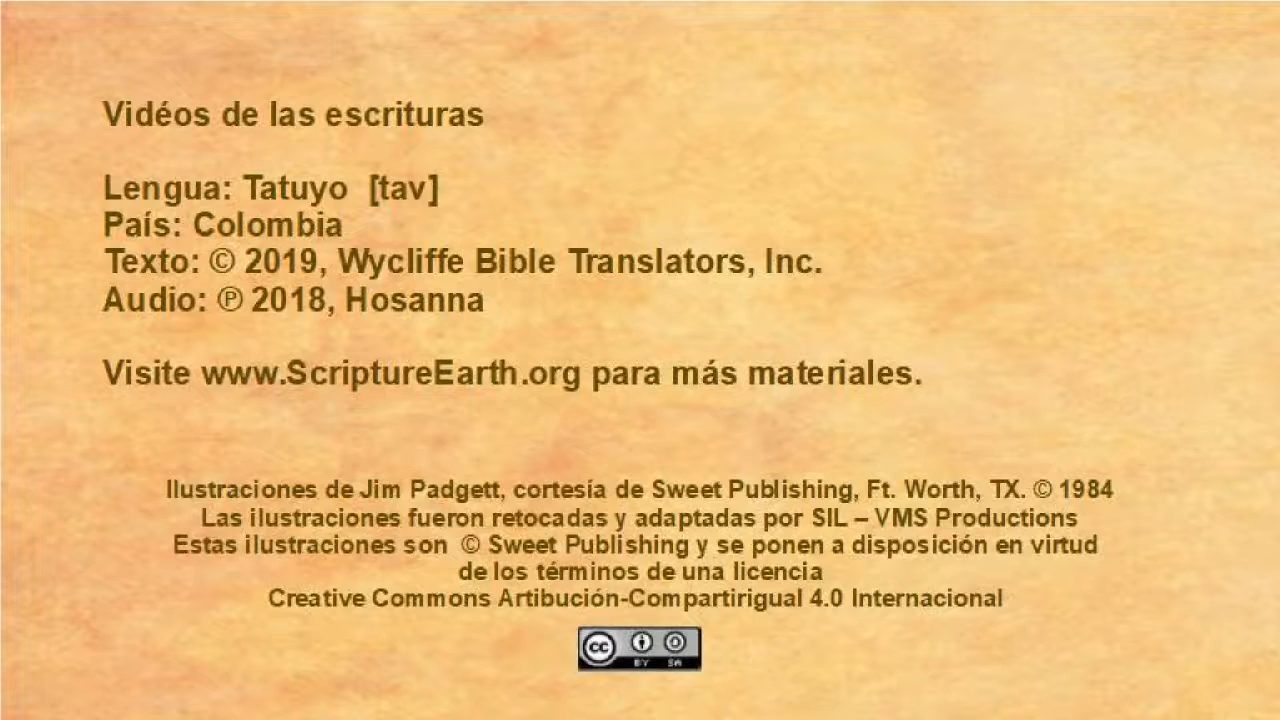 Vidéos de las escrituras
Lengua: Tatuyo [tav]
País: Colombia
Texto: © 2019, Wycliffe Bible Translators, Inc.
Audio: ℗ 2018, Hosanna
Visite www.ScriptureEarth.org para más materiales.
Ilustraciones de Jim Padgett, cortesía de Sweet Publishing, Ft. Worth, TX. © 1984
Las ilustraciones fueron retocadas y adaptadas por SIL – VMS Productions
Estas ilustraciones son © Sweet Publishing y se ponen a disposición en virtud
de los términos de una licencia
Creative Commons Artibución-Compartirigual 4.0 Internacional
cc BY SA